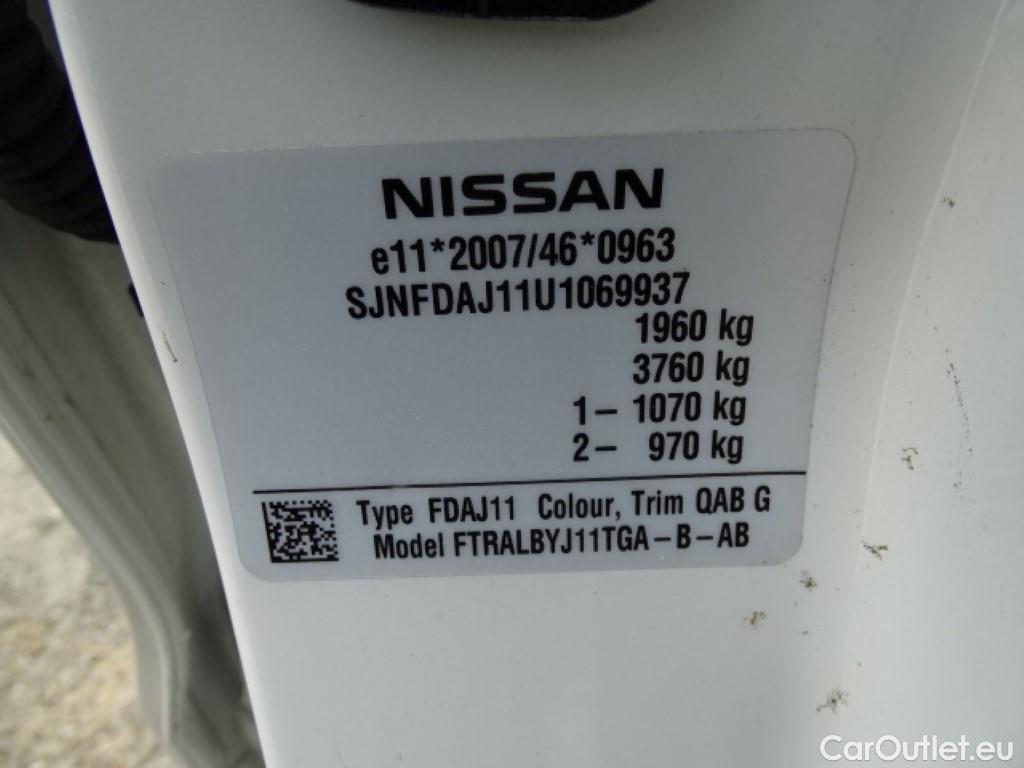 NISSAN
e11*2007/46*0963
SJNFDAJ11U1069937
1960 kg
3760 kg
1– 1070 kg
2– 970 kg
Type FDAJ11 Colour, Trim QAB G
Model FTRALBYJ11TGA–B–AB
CarOutlet.eu